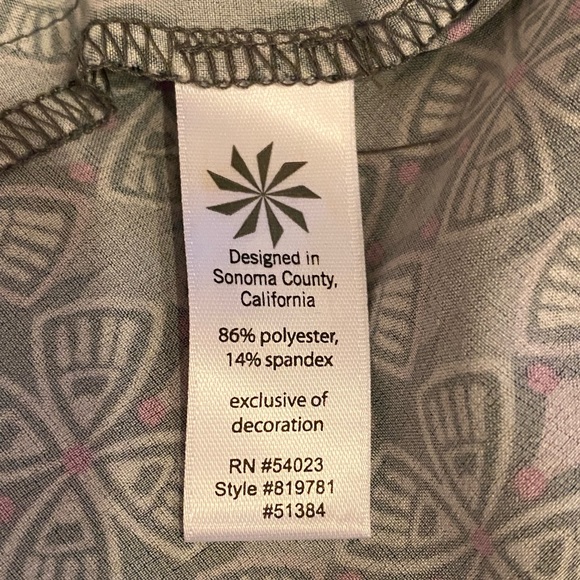 Designed in
Sonoma County,
California
86% polyester,
14% spandex
exclusive of
decoration
RN #54023
Style #819781
#51384